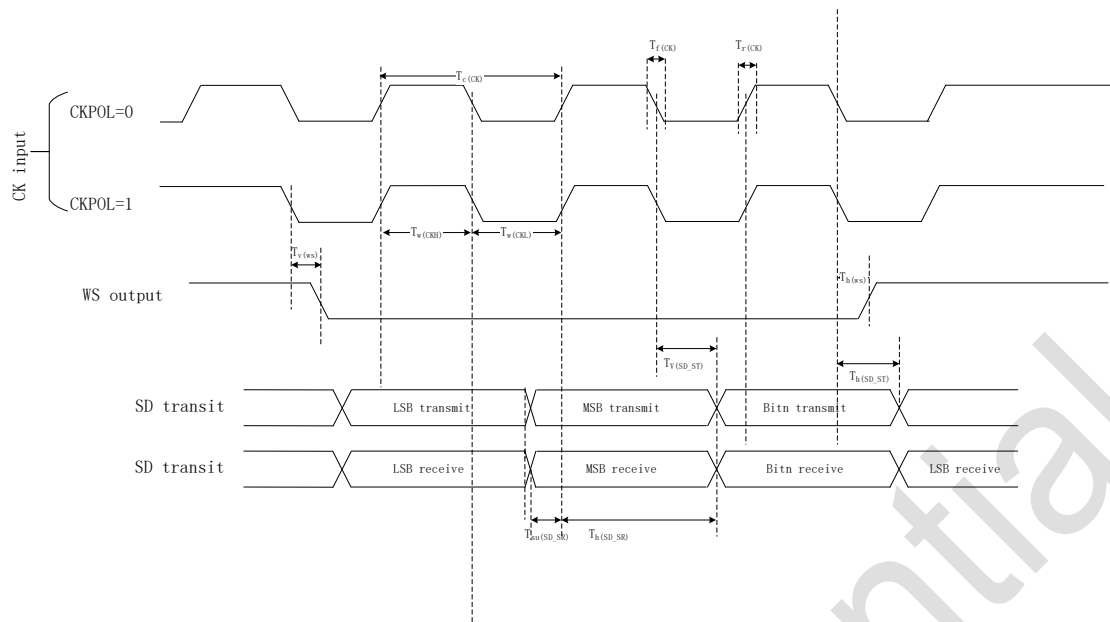 Tf(CK)
Tr(CK)
Tc(CK)
CK input
CKPOL=0
CKPOL=1
Tw(CKH)
Tw(CKL)
Tv(ws)
Th(ws)
WS output
TV(SD_ST)
Th(SD_ST)
SD transit
LSB transmit
MSB transmit
Bitn transmit
SD transit
LSB receive
MSB receive
Bitn receive
LSB receive
Tsu(SD_SR)
Th(SD_SR)
ntial